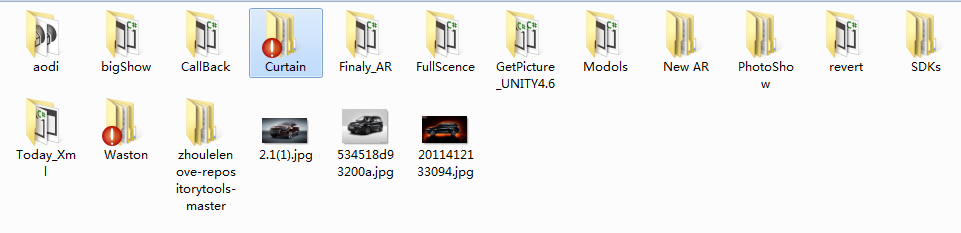 aodi
bigShow
CallBack
Curtain
Finaly_AR
FullScence
GetPicture
_UNITY4.6
Modols
New AR
PhotoSho
w
revert
SDKs
Today_Xm
l
Waston
zhoulelen
ove-repos
itorytools-
master
2.1(1).jpg
534518d9
3200a.jpg
20114121
33094.jpg